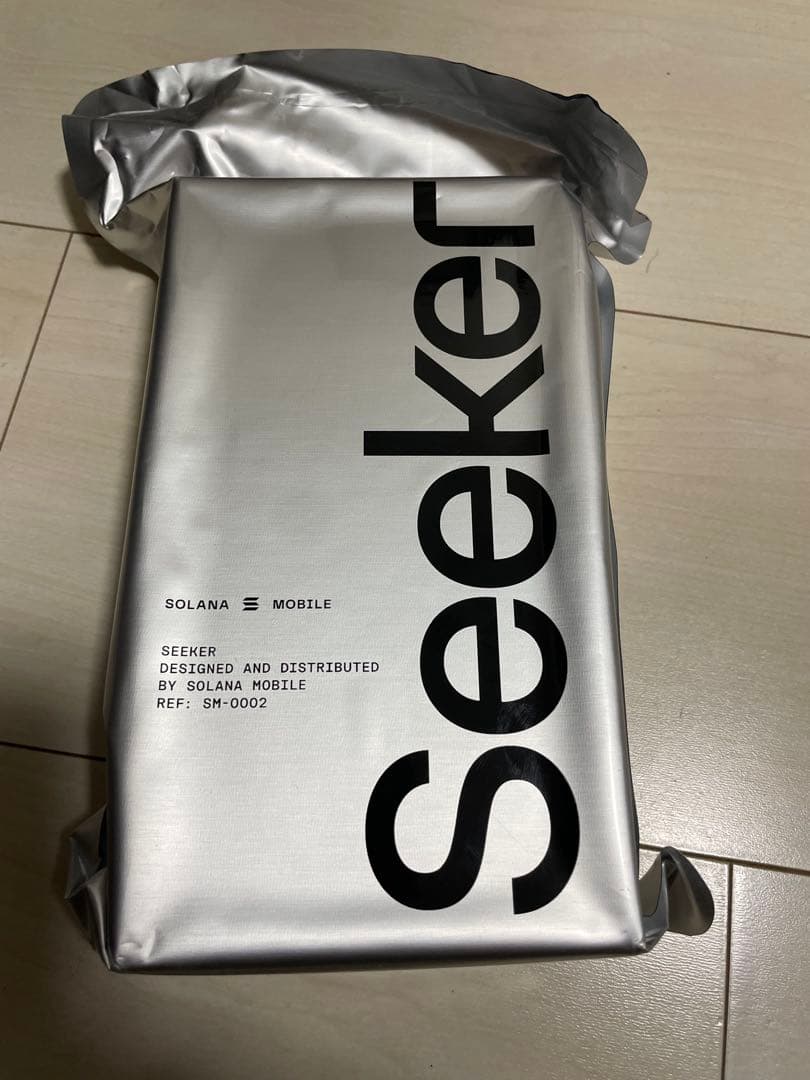 Seeker
SOLANA MOBILE
SEEKER
DESIGNED AND DISTRIBUTED
BY SOLANA MOBILE
REF: SM-0002